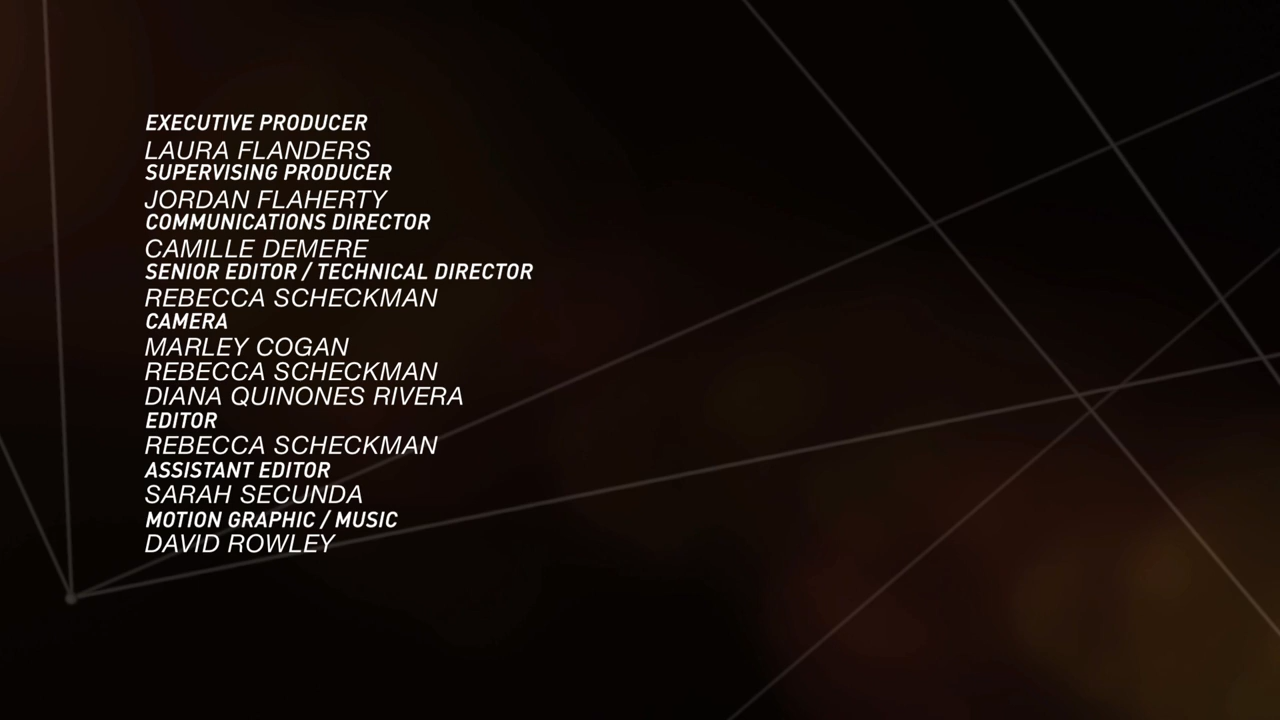 EXECUTIVE PRODUCER
LAURA FLANDERS
SUPERVISING PRODUCER
JORDAN FLAHERTY
COMMUNICATIONS DIRECTOR
CAMILLE DEMERE
SENIOR EDITOR / TECHNICAL DIRECTOR
REBECCA SCHECKMAN
CAMERA
MARLEY COGAN
REBECCA SCHECKMAN
DIANA QUINONES RIVERA
EDITOR
REBECCA SCHECKMAN
ASSISTANT EDITOR
SARAH SECUNDA
MOTION GRAPHIC / MUSIC
DAVID ROWLEY